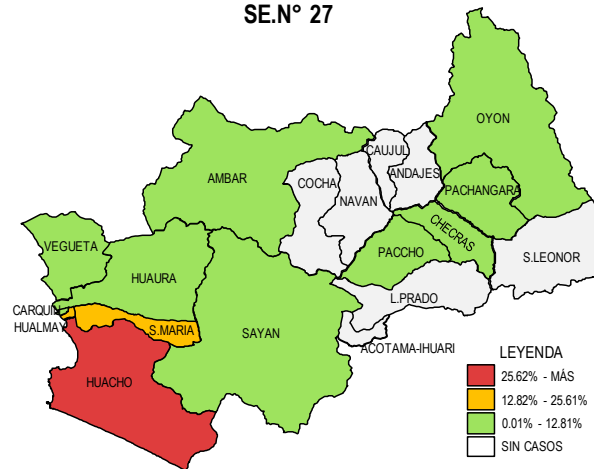 SE.N° 27
OYON
CAUJUL
ANDAJES
AMBAR
COCHA
NAVAN
PACHANGARA
CHECRAS
VEGUETA
HUAURA
PACCHO
S.LEONOR
L.PRADO
CARQUIN
HUALMAY
S.MARIA
SAYAN
ACOTAMA-IHUARI
HUACHO
LEYENDA
25.62% - MÁS
12.82% - 25.61%
0.01% - 12.81%
SIN CASOS